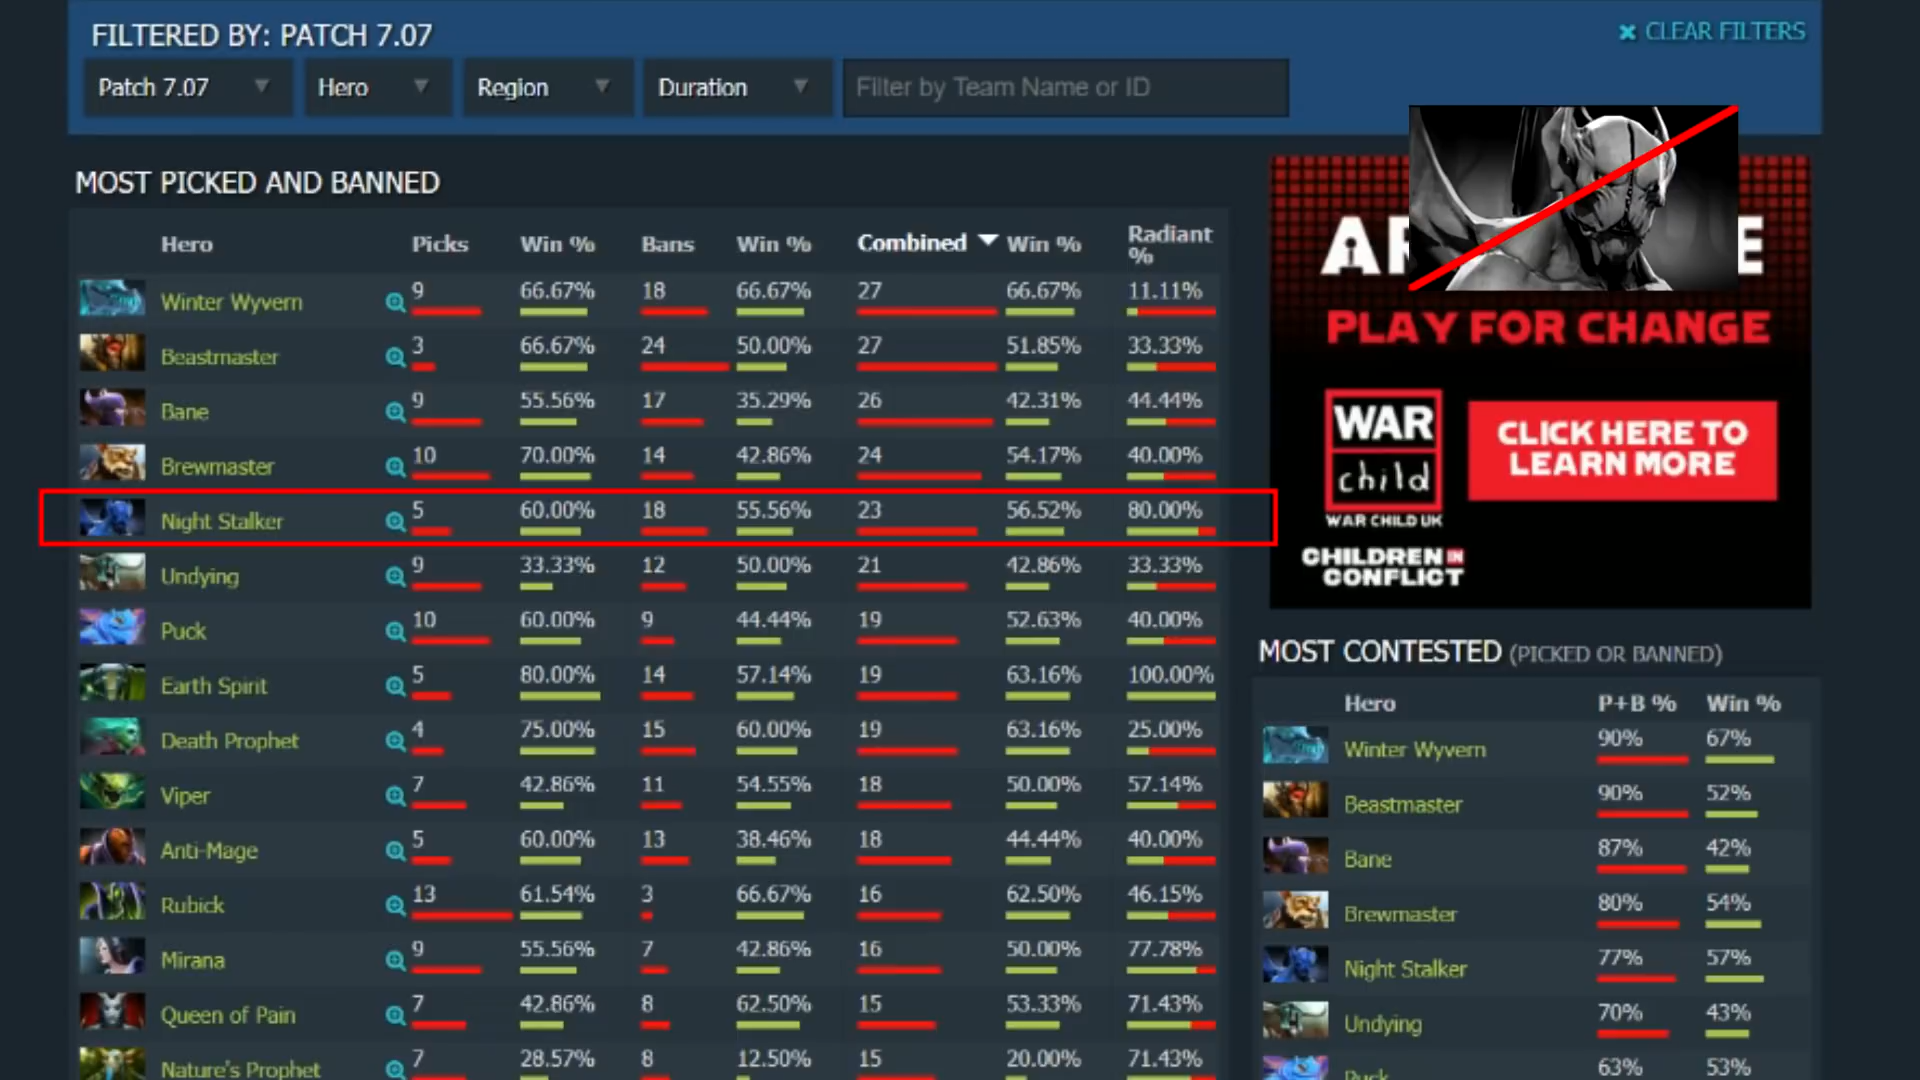 FILTERED BY: PATCH 7.07
CLEAR FILTERS
Patch 7.07 Hero Region Duration Filter by Team Name or ID
MOST PICKED AND BANNED
Hero Picks Win % Bans Win % Combined Win % Radiant %
Winter Wyvern 9 66.67% 18 66.67% 27 66.67% 11.11%
Beastmaster 3 66.67% 24 50.00% 27 51.85% 33.33%
Bane 9 55.56% 17 35.29% 26 42.31% 44.44%
Brewmaster 10 70.00% 14 42.86% 24 54.17% 40.00%
Night Stalker 5 60.00% 18 55.56% 23 56.52% 80.00%
Undying 9 33.33% 12 50.00% 21 42.86% 33.33%
Puck 10 60.00% 9 44.44% 19 52.63% 40.00%
Earth Spirit 5 80.00% 14 57.14% 19 63.16% 100.00%
Death Prophet 4 75.00% 15 60.00% 19 63.16% 25.00%
Viper 7 42.86% 11 54.55% 18 50.00% 57.14%
Anti-Mage 5 60.00% 13 38.46% 18 44.44% 40.00%
Rubick 13 61.54% 3 66.67% 16 62.50% 46.15%
Mirana 9 55.56% 7 42.86% 16 50.00% 77.78%
Queen of Pain 7 42.86% 8 62.50% 15 53.33% 71.43%
Nature's Prophet 7 28.57% 8 12.50% 15 20.00% 71.43%
PLAY FOR CHANGE
WAR
child
WAR CHILD UK
CLICK HERE TO
LEARN MORE
CHILDREN IN
CONFLICT
MOST CONTESTED (PICKED OR BANNED)
Hero P+B % Win %
Winter Wyvern 90% 67%
Beastmaster 90% 52%
Bane 87% 42%
Brewmaster 80% 54%
Night Stalker 77% 57%
Undying 70% 43%
Puck 63% 53%